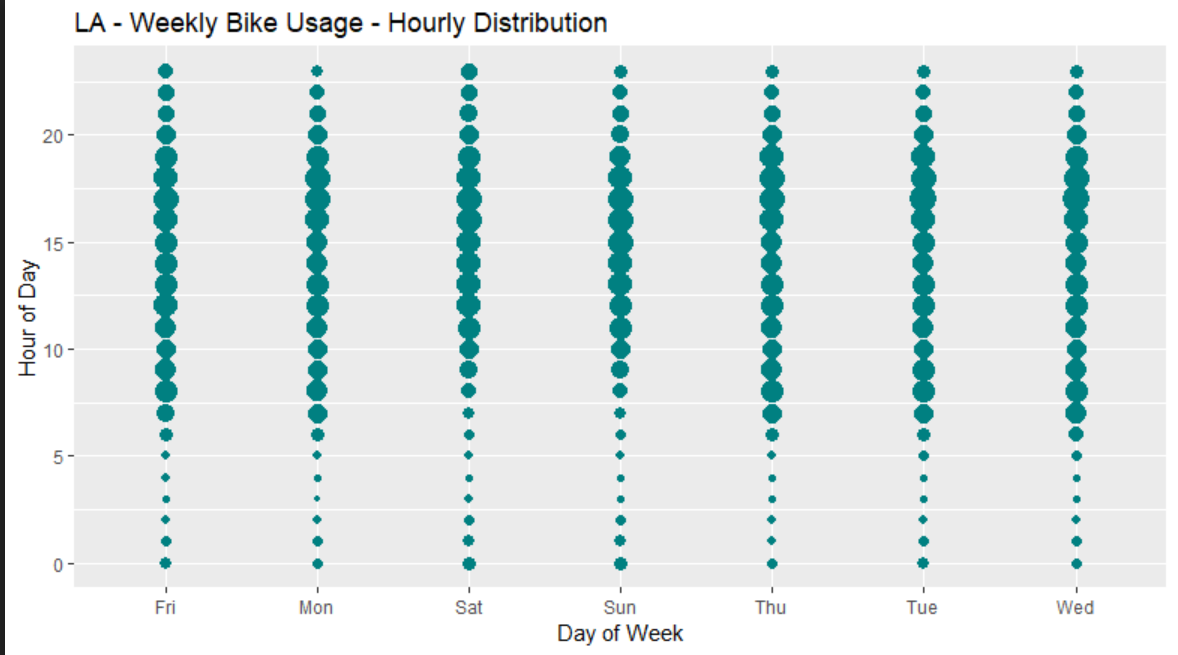 LA - Weekly Bike Usage - Hourly Distribution
Hour of Day
20
15
10
5
0
Fri Mon Sat Sun Thu Tue Wed
Day of Week